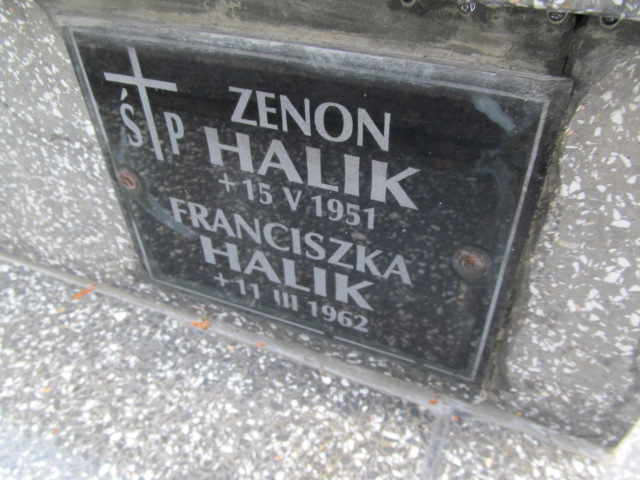 ŚP
ZENON
HALIK
+ 15 V 1951
FRANCISZKA
HALIK
+ 11 III 1962